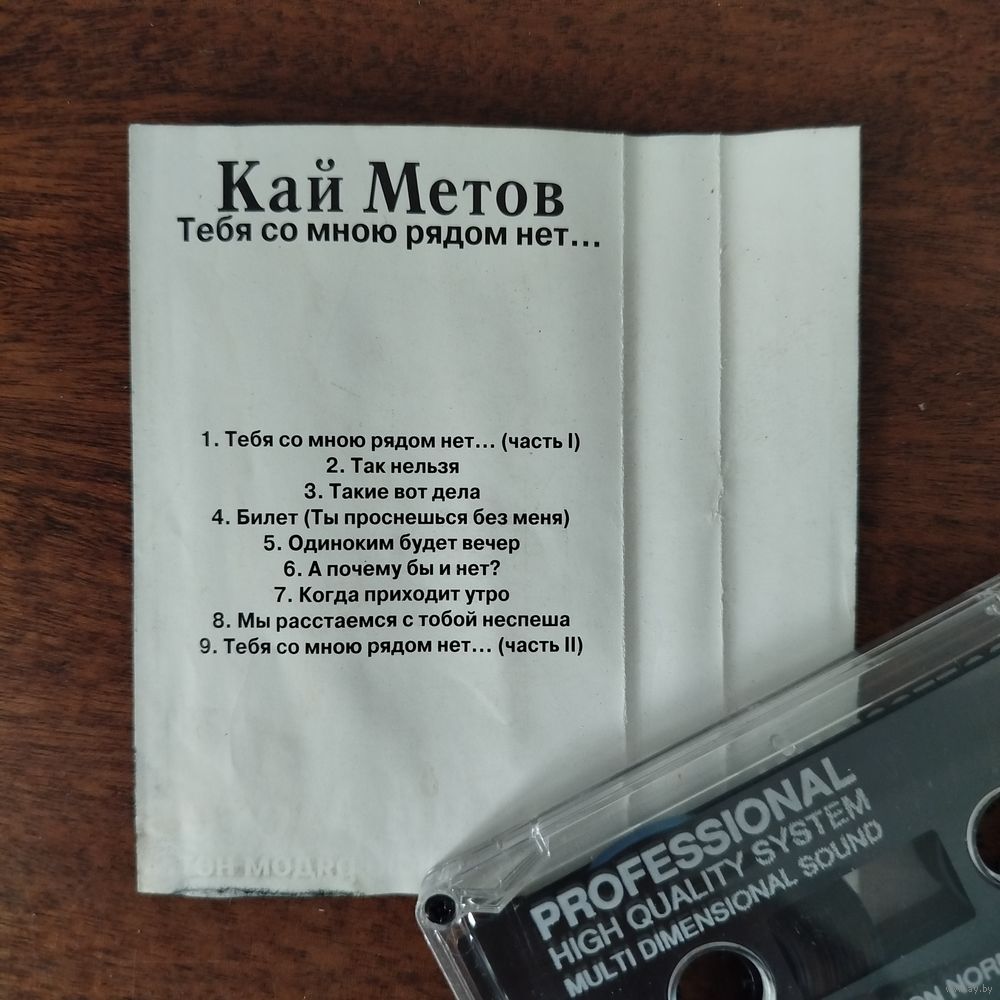 Кай Метов
Тебя со мною рядом нет...
1. Тебя со мною рядом нет... (часть I)
2. Так нельзя
3. Такие вот дела
4. Билет (Ты проснешься без меня)
5. Одиноким будет вечер
6. А почему бы и нет?
7. Когда приходит утро
8. Мы расстаемся с тобой неспеша
9. Тебя со мною рядом нет... (часть II)
PROFESSIONAL
HIGH QUALITY SYSTEM
MULTI DIMENSIONAL SOUND